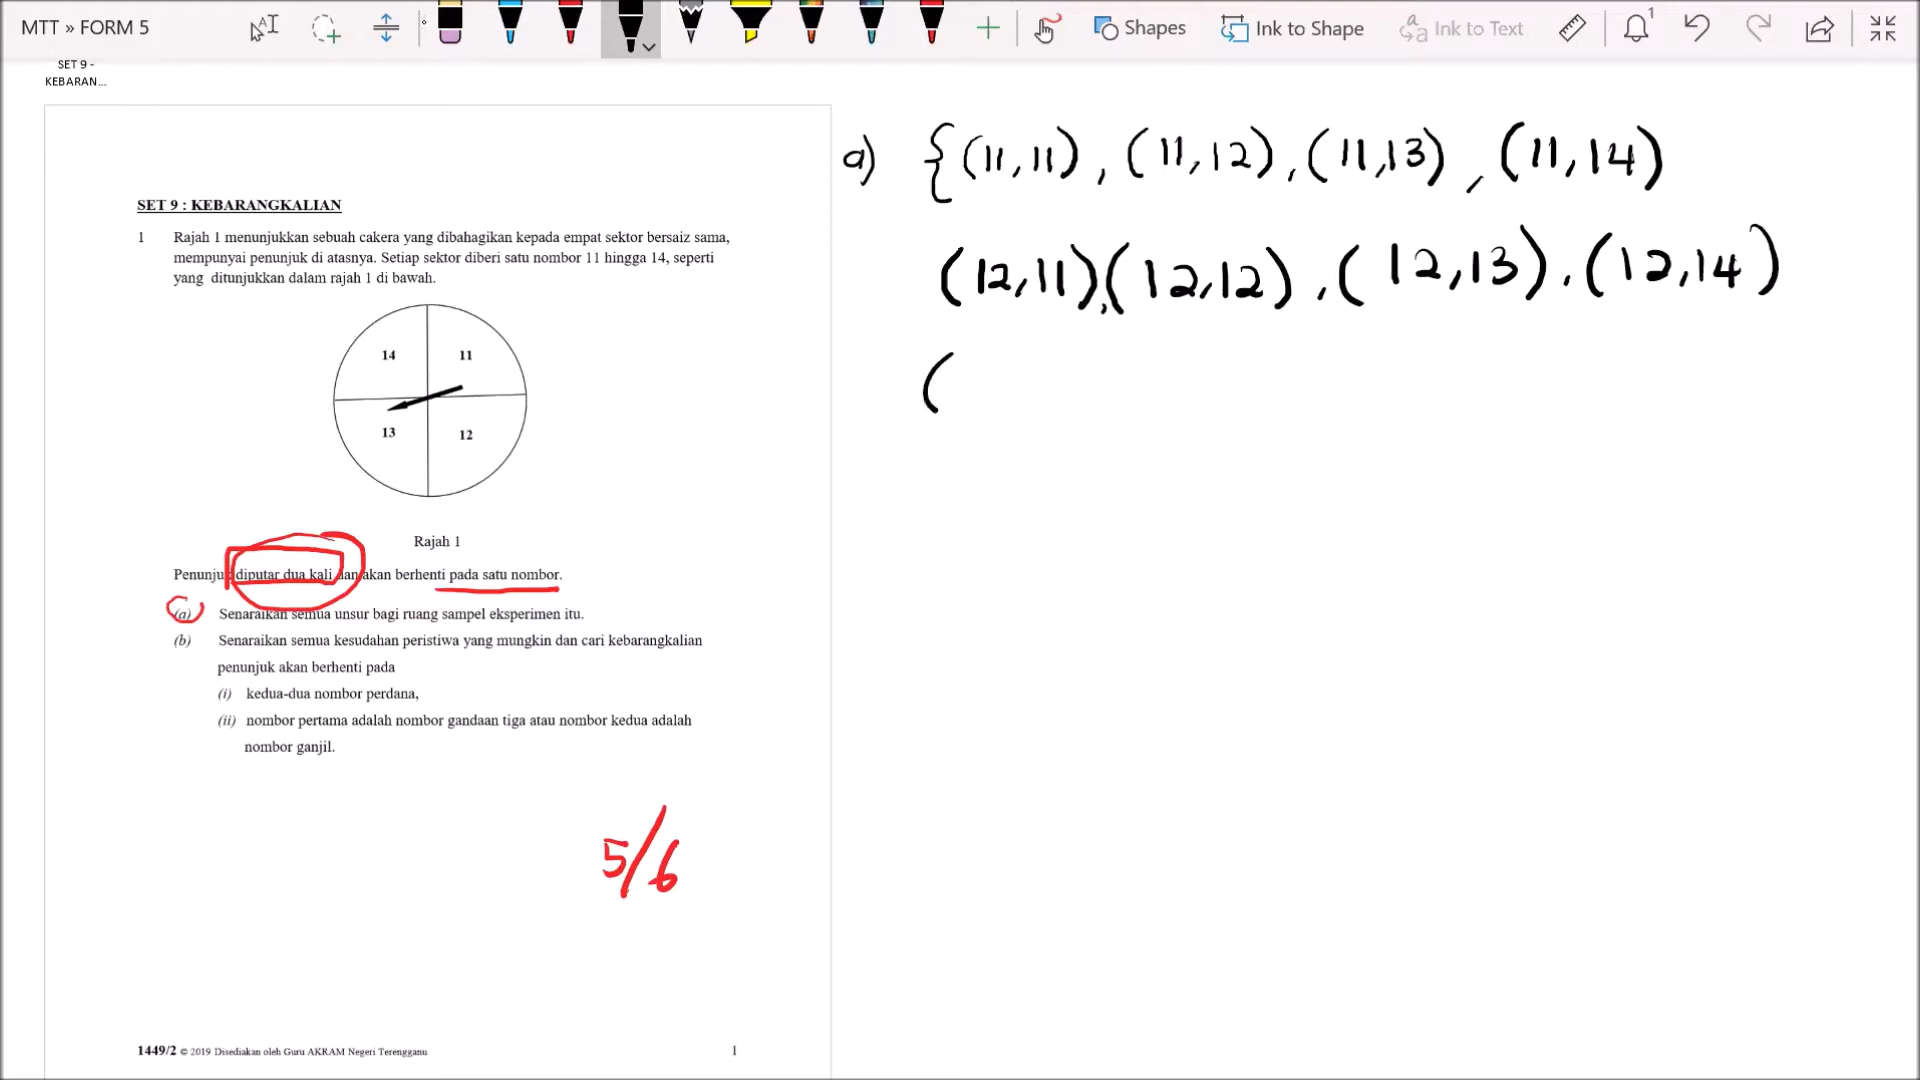 MTT » FORM 5
Shapes
Ink to Shape
Ink to Text
1
SET 9 -
KEBARAN...
SET 9 : KEBARANGKALIAN
1 Rajah 1 menunjukkan sebuah cakera yang dibahagikan kepada empat sektor bersaiz sama,
mempunyai penunjuk di atasnya. Setiap sektor diberi satu nombor 11 hingga 14, seperti
yang ditunjukkan dalam rajah 1 di bawah.
14 11
13 12
Rajah 1
Penunjuk diputar dua kali dan akan berhenti pada satu nombor.
(a) Senaraikan semua unsur bagi ruang sampel eksperimen itu.
(b) Senaraikan semua kesudahan peristiwa yang mungkin dan cari kebarangkalian
penunjuk akan berhenti pada
(i) kedua-dua nombor perdana,
(ii) nombor pertama adalah nombor gandaan tiga atau nombor kedua adalah
nombor ganjil.
5/6
1449/2 © 2019 Disediakan oleh Guru AKRAM Negeri Terengganu 1
a) {(11,11), (11,12), (11,13), (11,14)
(12,11),(12,12),(12,13).(12,14)
(